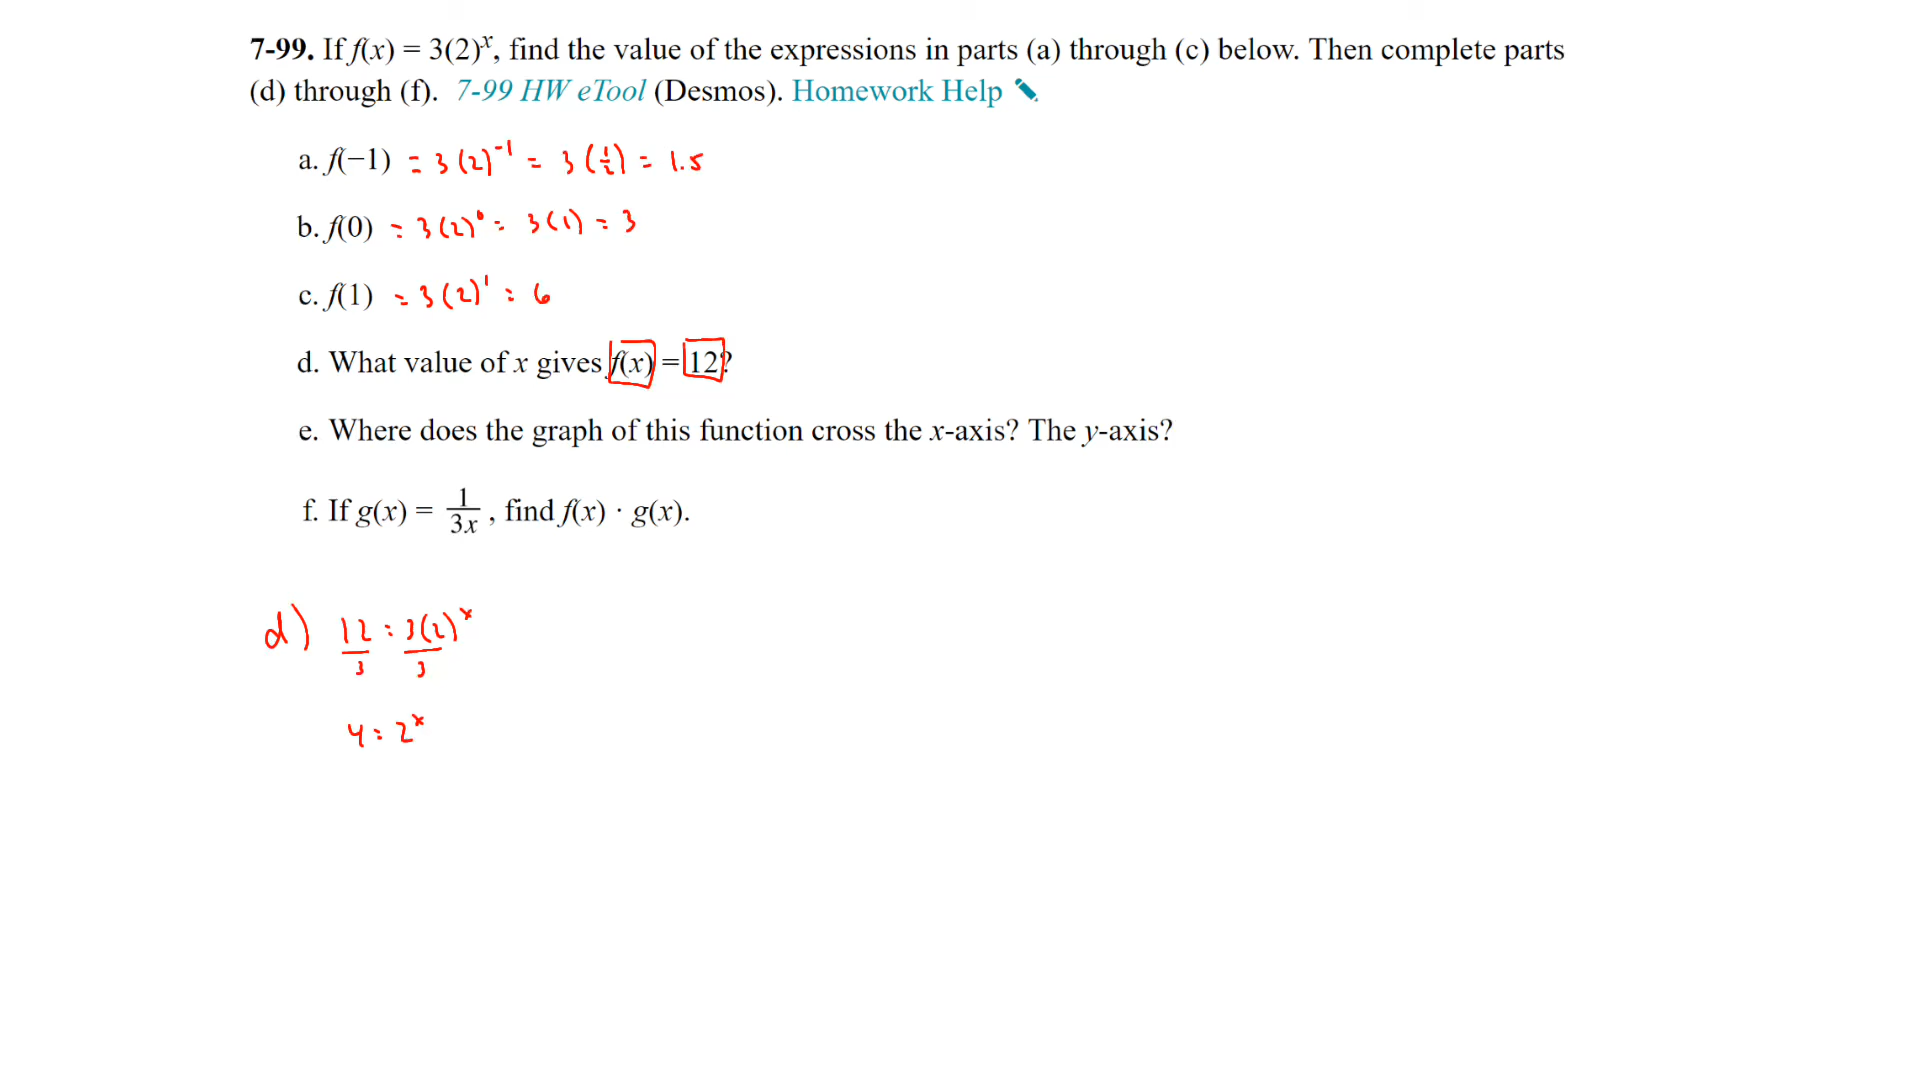 7-99. If f(x) = 3(2)ˣ, find the value of the expressions in parts (a) through (c) below. Then complete parts
(d) through (f). 7-99 HW eTool (Desmos). Homework Help ✎
a. f(−1) = 3(2)⁻¹ = 3(1/2) = 1.5
b. f(0) = 3(2)⁰ = 3(1) = 3
c. f(1) = 3(2)¹ = 6
d. What value of x gives f(x) = 12?
e. Where does the graph of this function cross the x-axis? The y-axis?
f. If g(x) = 1/3x, find f(x) · g(x).
d) 12 = 3(2)ˣ
3 3
4 = 2ˣ